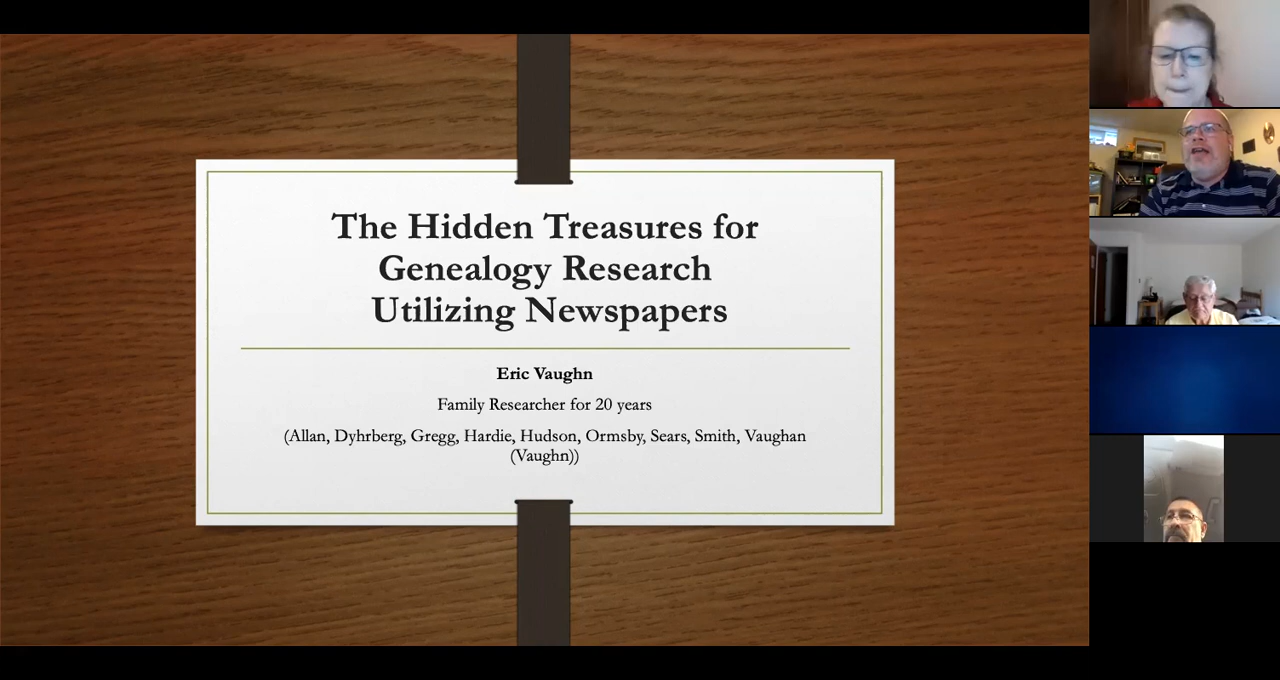 The Hidden Treasures for
Genealogy Research
Utilizing Newspapers
Eric Vaughn
Family Researcher for 20 years
(Allan, Dyhrberg, Gregg, Hardie, Hudson, Ormsby, Sears, Smith, Vaughan
(Vaughn))